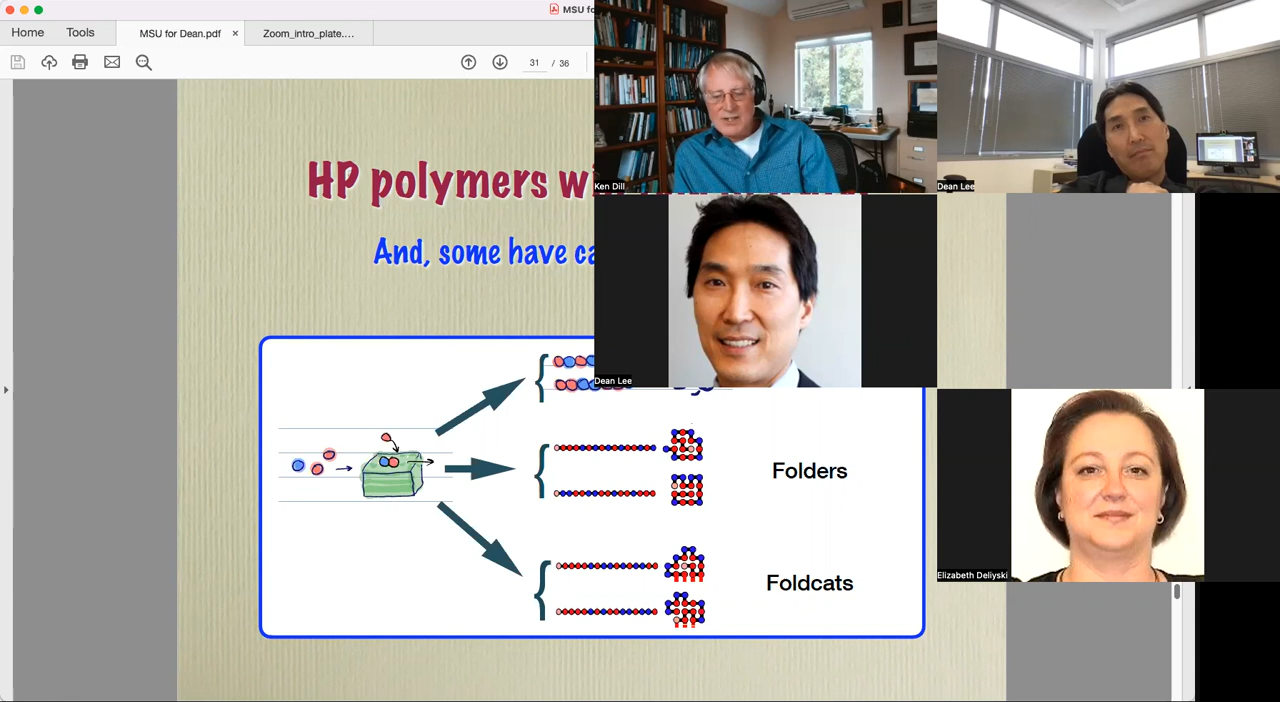 MSU fo
Home
Tools
MSU for Dean.pdf
×
Zoom_intro_plate....
31 / 36
HP polymers w
And, some have ca
Folders
Foldcats
Ken Dill
Dean Lee
Dean Lee
Elizabeth Deliyski